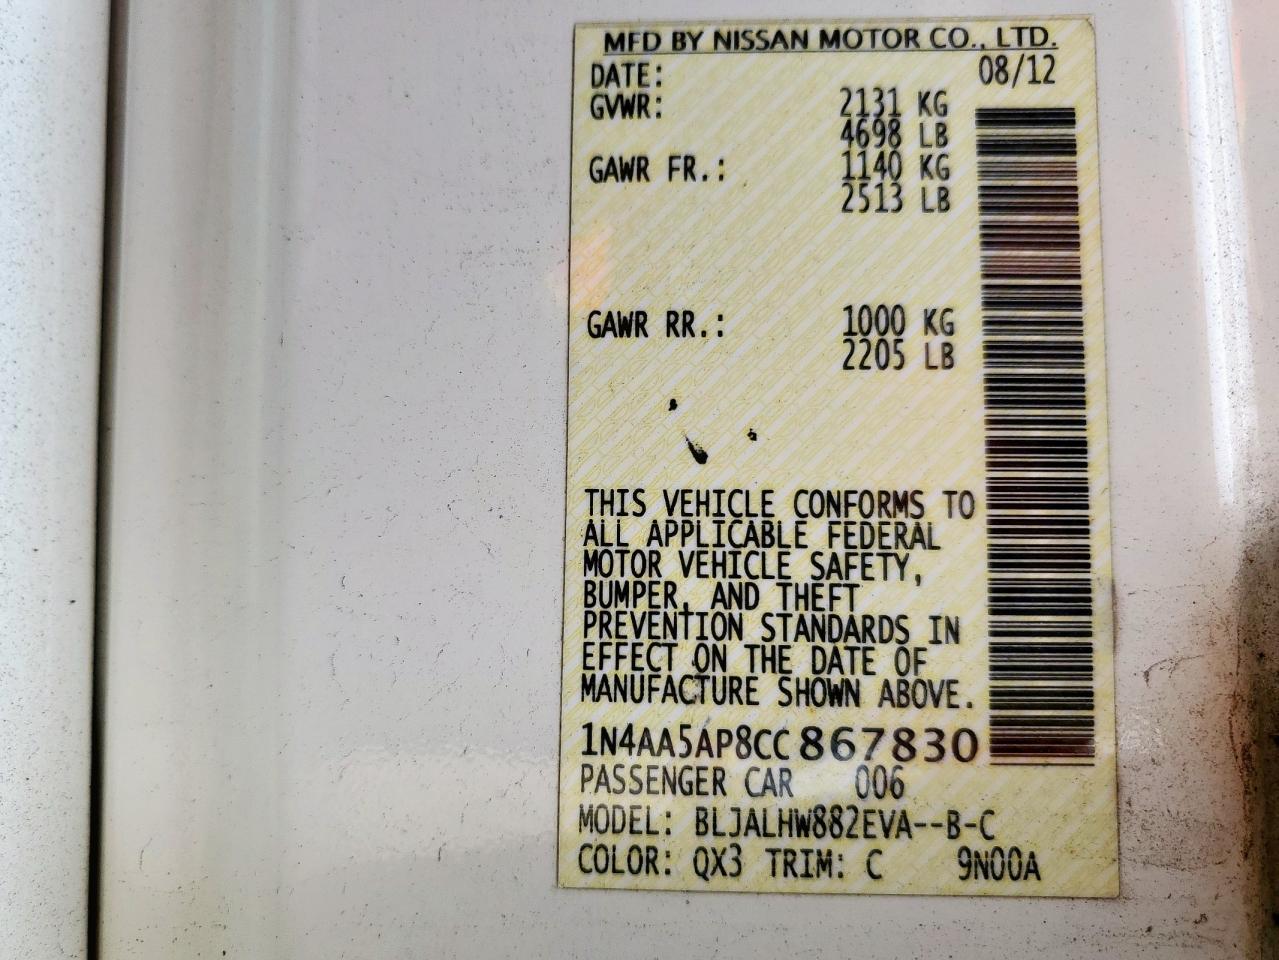 MFD BY NISSAN MOTOR CO., LTD.
DATE: 08/12
GVWR: 2131 KG
4698 LB
GAWR FR.: 1140 KG
2513 LB
GAWR RR.: 1000 KG
2205 LB
THIS VEHICLE CONFORMS TO
ALL APPLICABLE FEDERAL
MOTOR VEHICLE SAFETY,
BUMPER, AND THEFT
PREVENTION STANDARDS IN
EFFECT ON THE DATE OF
MANUFACTURE SHOWN ABOVE.
1N4AA5AP8CC867830
PASSENGER CAR 006
MODEL: BLJALHW882EVA--B-C
COLOR: QX3 TRIM: C 9N00A